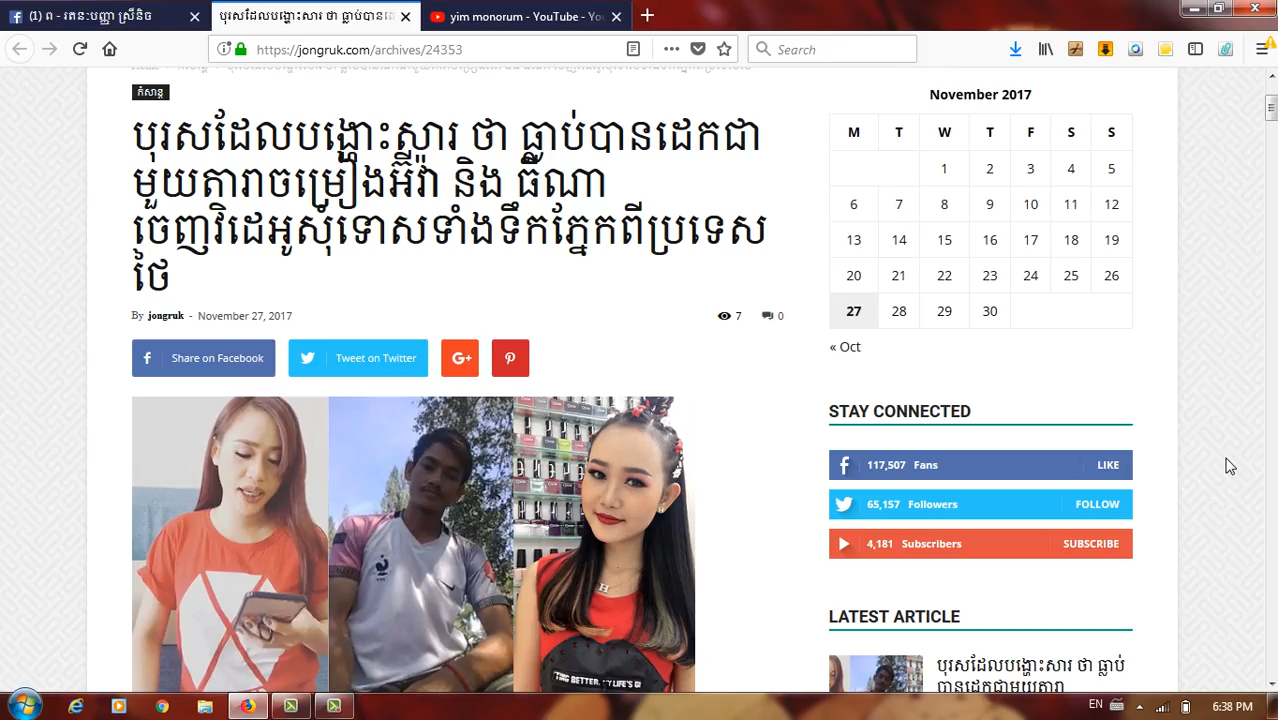 (1) ព - រតនៈបញ្ញា ស្រីនិច
បុរសដែលបង្ហោះសារ ថា ធ្លាប់បានដេ
yim monorum - YouTube - Yo
https://jongruk.com/archives/24353
Search
កំសាន្ត
បុរសដែលបង្ហោះសារ ថា ធ្លាប់បានដេកជា
មួយតារាចម្រៀងអ៊ីវ៉ា និង ធីណា
ចេញវិដេអូសុំទោសទាំងទឹកភ្នែកពីប្រទេស
ថៃ
By jongruk - November 27, 2017
7
0
Share on Facebook
Tweet on Twitter
G+
TING BETTER. MY LIFE'S GI
November 2017
M T W T F S S
1 2 3 4 5
6 7 8 9 10 11 12
13 14 15 16 17 18 19
20 21 22 23 24 25 26
27 28 29 30
« Oct
STAY CONNECTED
117,507 Fans LIKE
65,157 Followers FOLLOW
4,181 Subscribers SUBSCRIBE
LATEST ARTICLE
បុរសដែលបង្ហោះសារ ថា ធ្លាប់
បានដេកជាមួយតារា
EN
6:38 PM